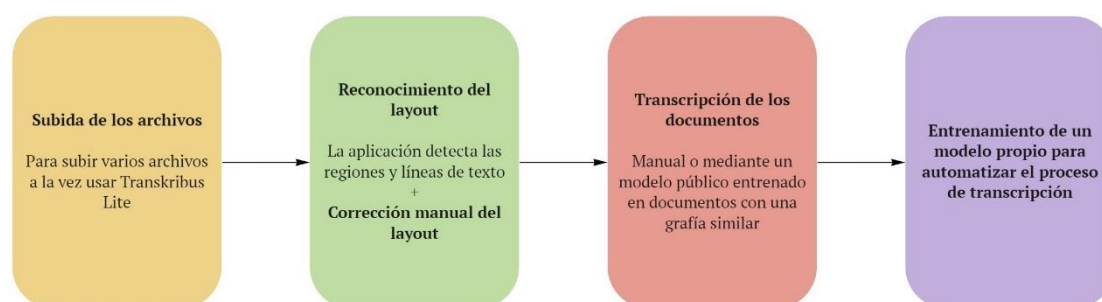 Subida de los archivos
Para subir varios archivos
a la vez usar Transkribus
Lite
Reconocimiento del
layout
La aplicación detecta las
regiones y líneas de texto
+
Corrección manual del
layout
Transcripción de los
documentos
Manual o mediante un
modelo público entrenado
en documentos con una
grafía similar
Entrenamiento de un
modelo propio para
automatizar el proceso
de transcripción